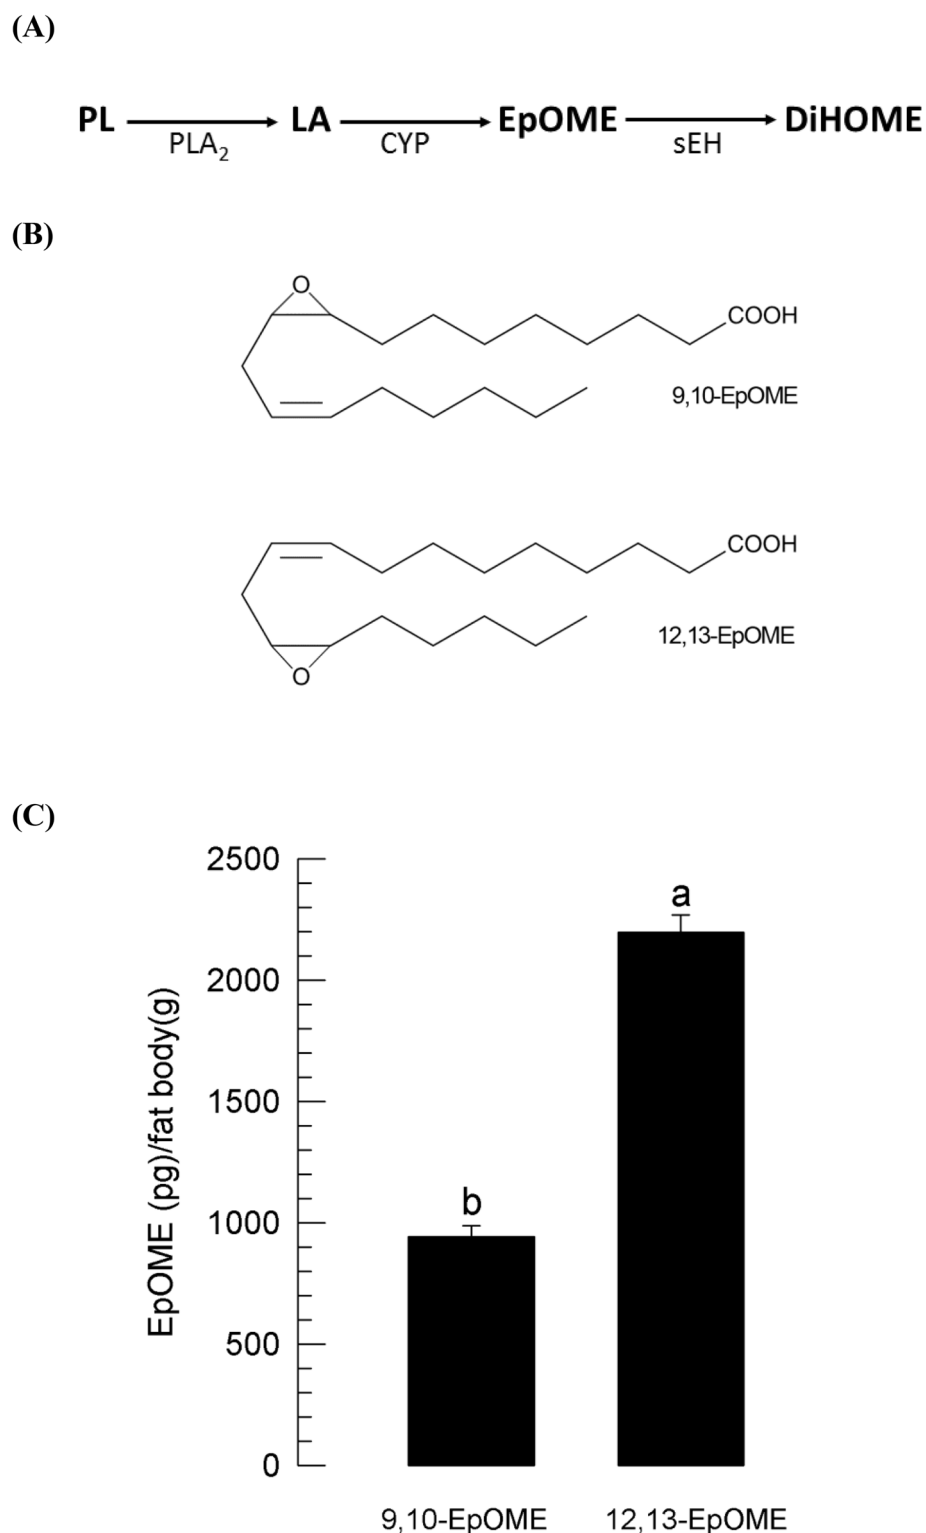 (A)
PL LA EpOME DiHOME
PLA₂ CYP sEH
(B)
O
COOH
9,10-EpOME
COOH
12,13-EpOME
O
(C)
2500
a
2000
1500
b
1000
500
0
EpOME (pg)/fat body(g)
9,10-EpOME 12,13-EpOME